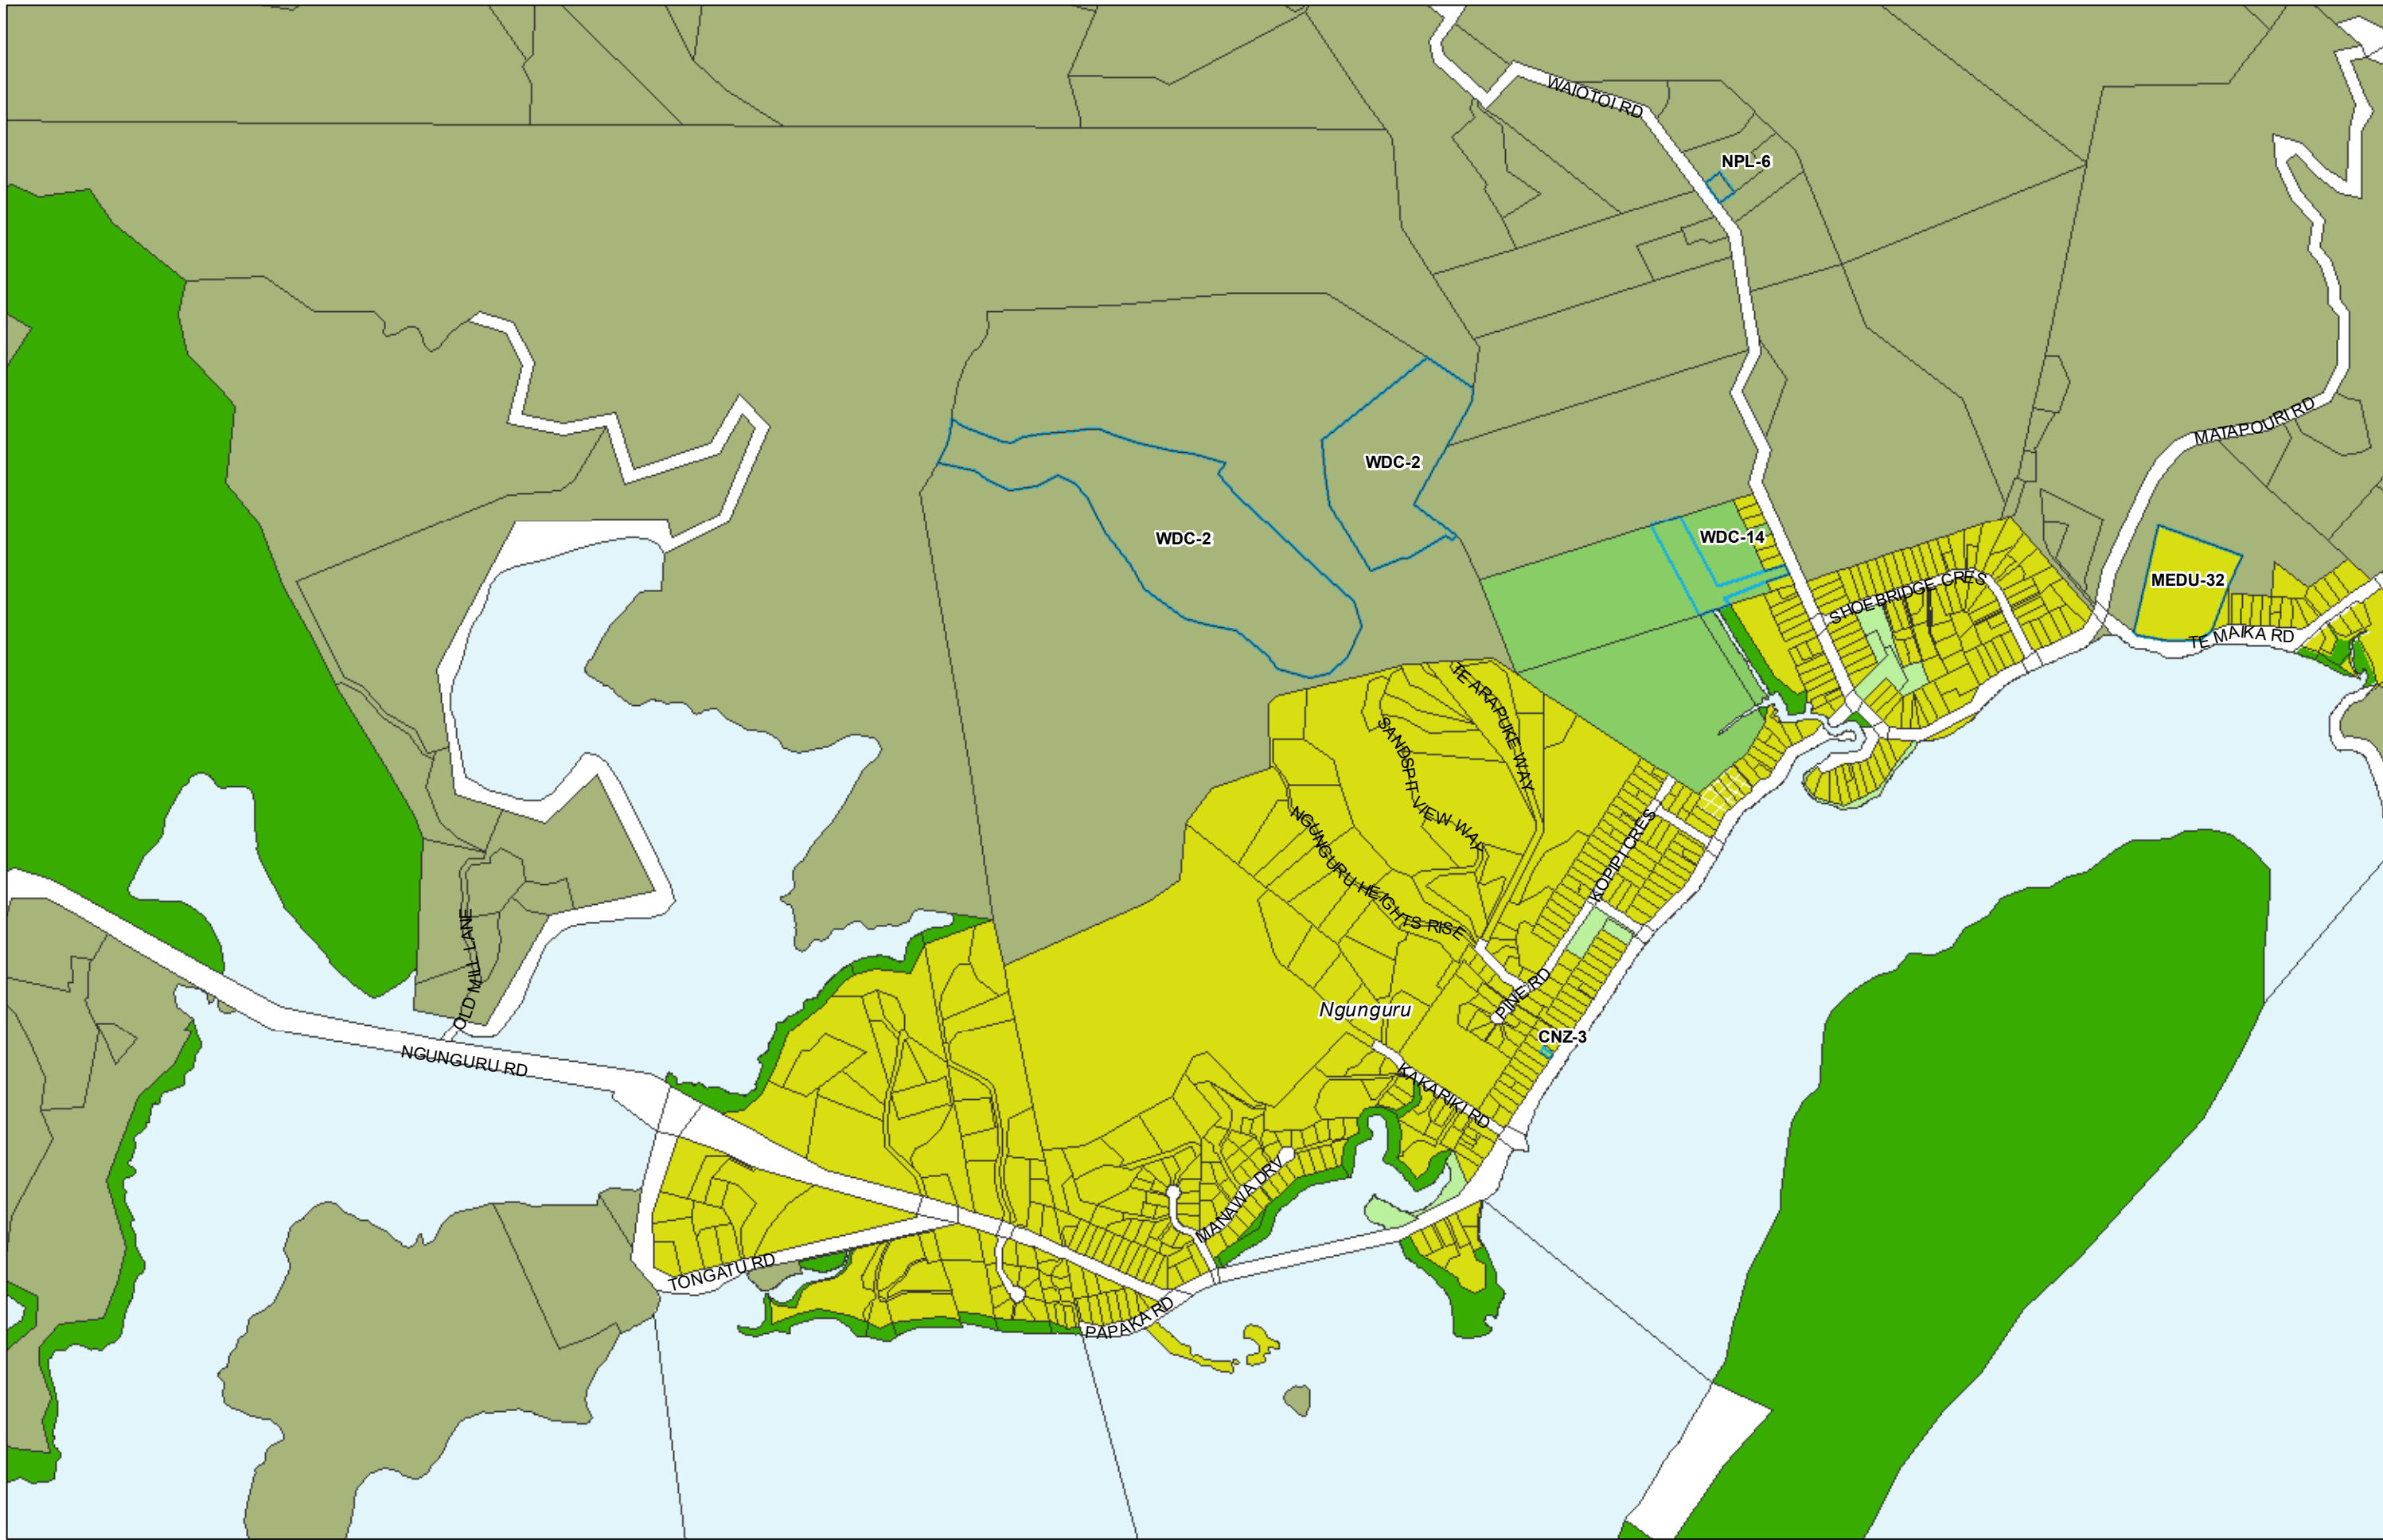 WAIOTOI RD
NPL-6
MATAPOURI RD
WDC-2
WDC-2
WDC-14
MEDU-32
SHOEBRIDGE CRES
TE MAIKA RD
TE ARAPUKE WAY
SANDSPIT VIEW WAY
NGUNGURU HEIGHTS RISE
KOPIPI CRES
OLD MILL LANE
PINE RD
Ngunguru
CNZ-3
NGUNGURU RD
KAKARIKI RD
MANAWA DRV
TONGATU RD
PAPAKA RD